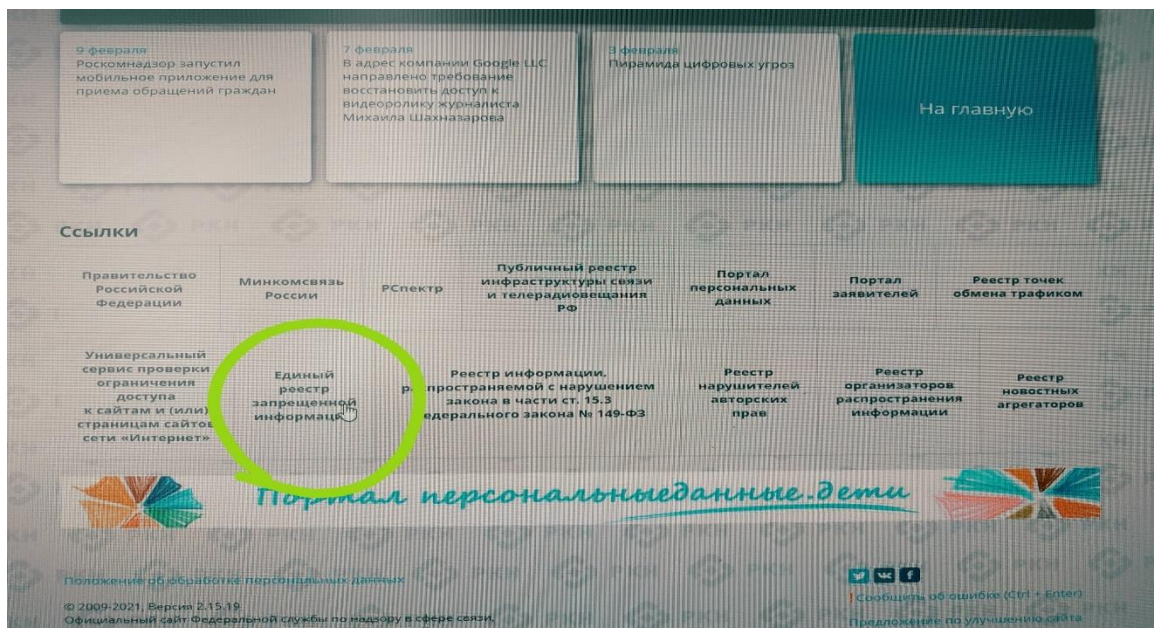 9 февраля
Роскомнадзор запустил
мобильное приложение для
приема обращений граждан
7 февраля
В адрес компании Google LLC
направлено требование
восстановить доступ к
видеоролику журналиста
Михаила Шахназарова
3 февраля
Пирамида цифровых угроз
На главную
Ссылки
Правительство
Российской
Федерации
Минкомсвязь
России
РСпектр
Публичный реестр
инфраструктуры связи
и телерадиовещания
РФ
Портал
персональных
данных
Портал
заявителей
Реестр точек
обмена трафиком
Универсальный
сервис проверки
ограничения
доступа
к сайтам и (или)
страницам сайтов
сети «Интернет»
Единый
реестр
запрещенной
информации
Реестр информации,
распространяемой с нарушением
закона в части ст. 15.3
Федерального закона № 149-ФЗ
Реестр
нарушителей
авторских
прав
Реестр
организаторов
распространения
информации
Реестр
новостных
агрегаторов
Портал персональныеданные.дети
Положение об обработке персональных данных
© 2009-2021, Версия 2.15.19
Официальный сайт Федеральной службы по надзору в сфере связи,
! Сообщить об ошибке (Ctrl + Enter)
Предложение по улучшению сайта
РКН